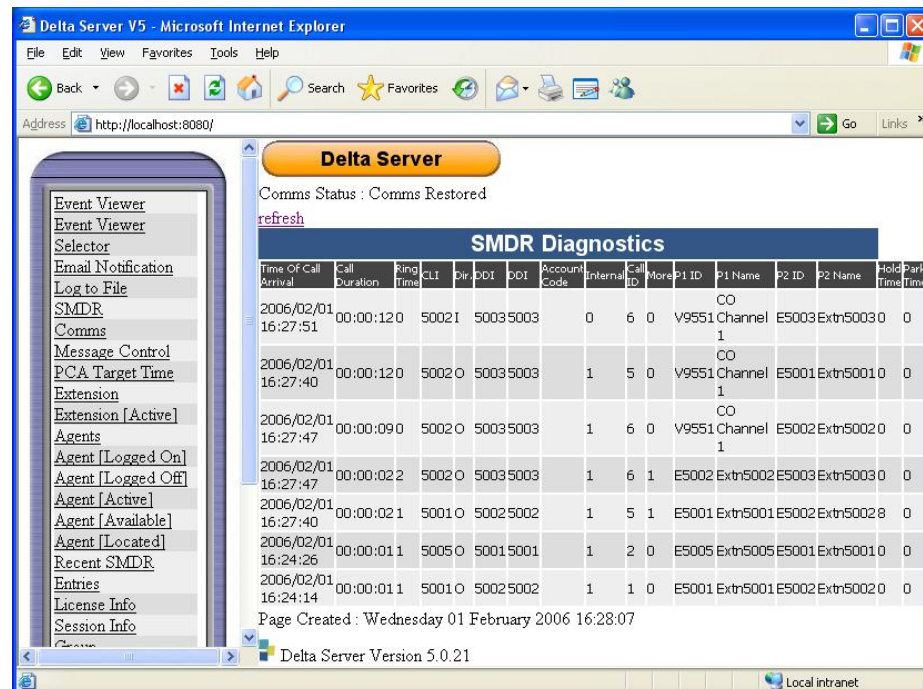 Delta Server V5 - Microsoft Internet Explorer
File Edit View Favorites Tools Help
Back Search Favorites
Address http://localhost:8080/ Go Links
Delta Server
Comms Status : Comms Restored
refresh
Event Viewer
Event Viewer
Selector
Email Notification
Log to File
SMDR
Comms
Message Control
PCA Target Time
Extension
Extension [Active]
Agents
Agent [Logged On]
Agent [Logged Off]
Agent [Active]
Agent [Available]
Agent [Located]
Recent SMDR
Entries
License Info
Session Info
SMDR Diagnostics
Time Of Call Arrival Call Duration Ring Time CLI Dir. DDI DDI Account Code Internal Call ID More P1 ID P1 Name P2 ID P2 Name Hold Time Park Time
2006/02/01 16:27:51 00:00:12 0 5002 I 5003 5003 0 6 0 V9551 CO Channel 1 E5003 Extn5003 0 0
2006/02/01 16:27:40 00:00:12 0 5002 O 5003 5003 1 5 0 V9551 CO Channel 1 E5001 Extn5001 0 0
2006/02/01 16:27:47 00:00:09 0 5002 O 5003 5003 1 6 0 V9551 CO Channel 1 E5002 Extn5002 0 0
2006/02/01 16:27:47 00:00:02 2 5002 O 5003 5003 1 6 1 E5002 Extn5002 E5003 Extn5003 0 0
2006/02/01 16:27:40 00:00:02 1 5001 O 5002 5002 1 5 1 E5001 Extn5001 E5002 Extn5002 8 0
2006/02/01 16:24:26 00:00:01 1 5005 O 5001 5001 1 2 0 E5005 Extn5005 E5001 Extn5001 0 0
2006/02/01 16:24:14 00:00:01 1 5001 O 5002 5002 1 1 0 E5001 Extn5001 E5002 Extn5002 0 0
Page Created : Wednesday 01 February 2006 16:28:07
Delta Server Version 5.0.21
Local intranet